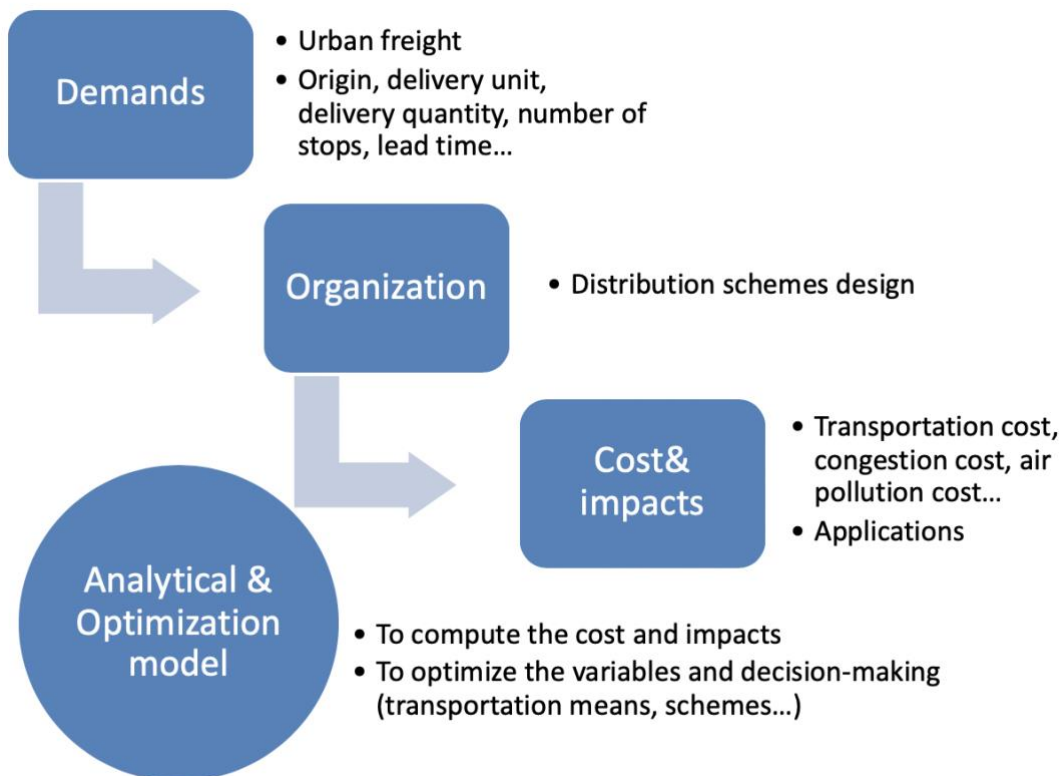 Demands
• Urban freight
• Origin, delivery unit,
delivery quantity, number of
stops, lead time…
Organization
• Distribution schemes design
Cost&
impacts
• Transportation cost,
congestion cost, air
pollution cost…
• Applications
Analytical &
Optimization
model
• To compute the cost and impacts
• To optimize the variables and decision-making
(transportation means, schemes…)